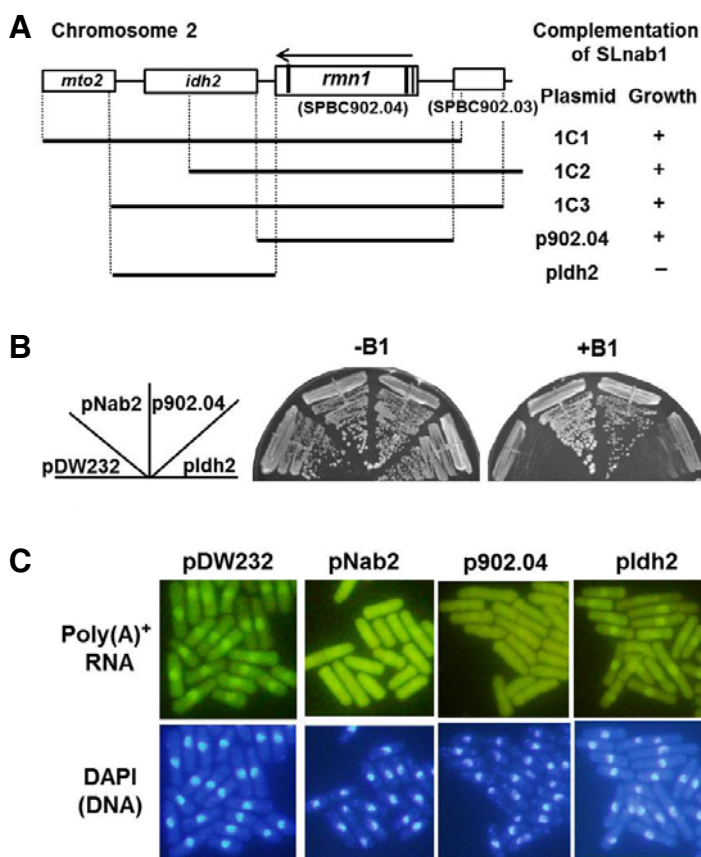 A Chromosome 2
Complementation
of SLnab1
mto2 idh2 rmn1
(SPBC902.04) (SPBC902.03)
Plasmid Growth
1C1 +
1C2 +
1C3 +
p902.04 +
pIdh2 −
B
-B1 +B1
pNab2 p902.04
pDW232 pIdh2
C
pDW232 pNab2 p902.04 pIdh2
Poly(A)+
RNA
DAPI
(DNA)